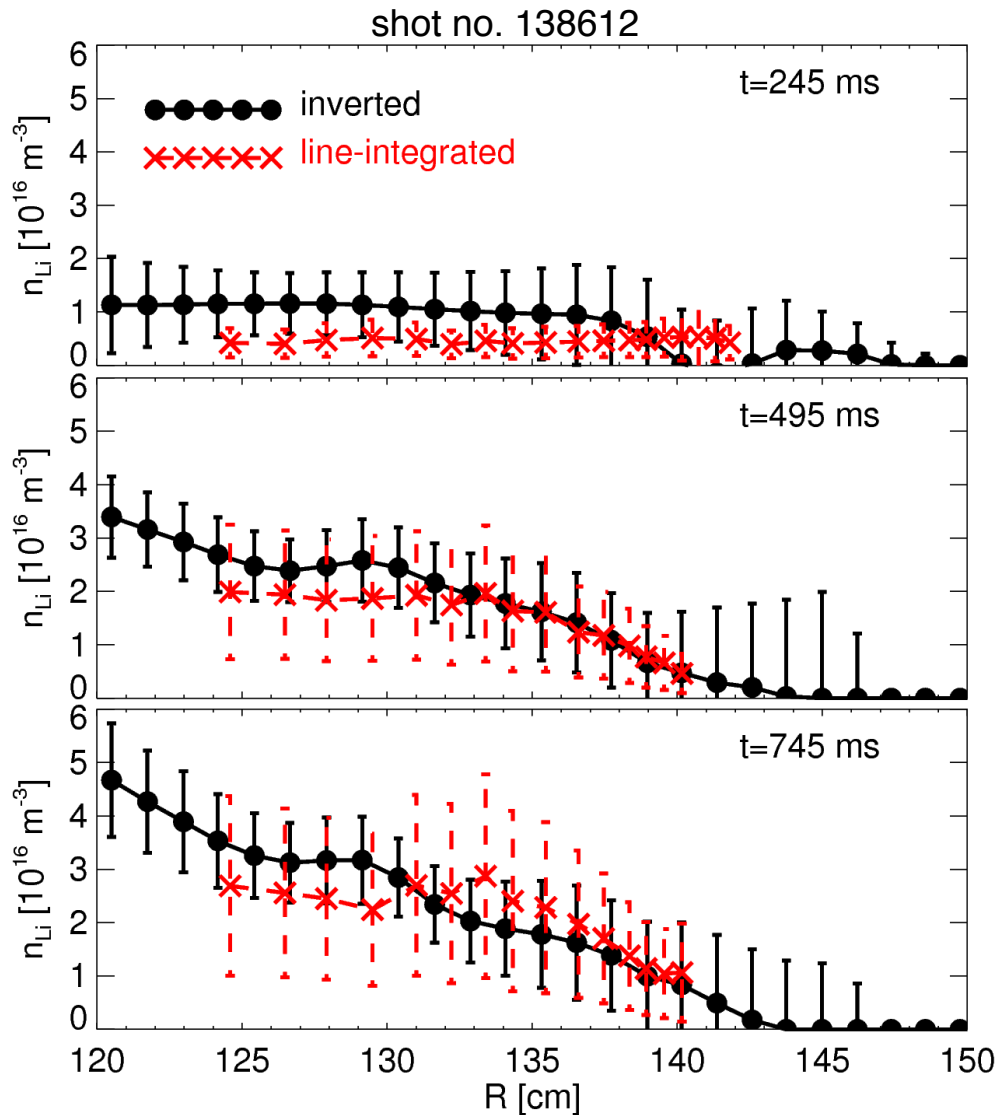 shot no. 138612
6
5
4
3
2
1
0
n_Li [10^16 m^-3]
t=245 ms
inverted
line-integrated
6
5
4
3
2
1
0
n_Li [10^16 m^-3]
t=495 ms
6
5
4
3
2
1
0
n_Li [10^16 m^-3]
t=745 ms
120 125 130 135 140 145 150
R [cm]